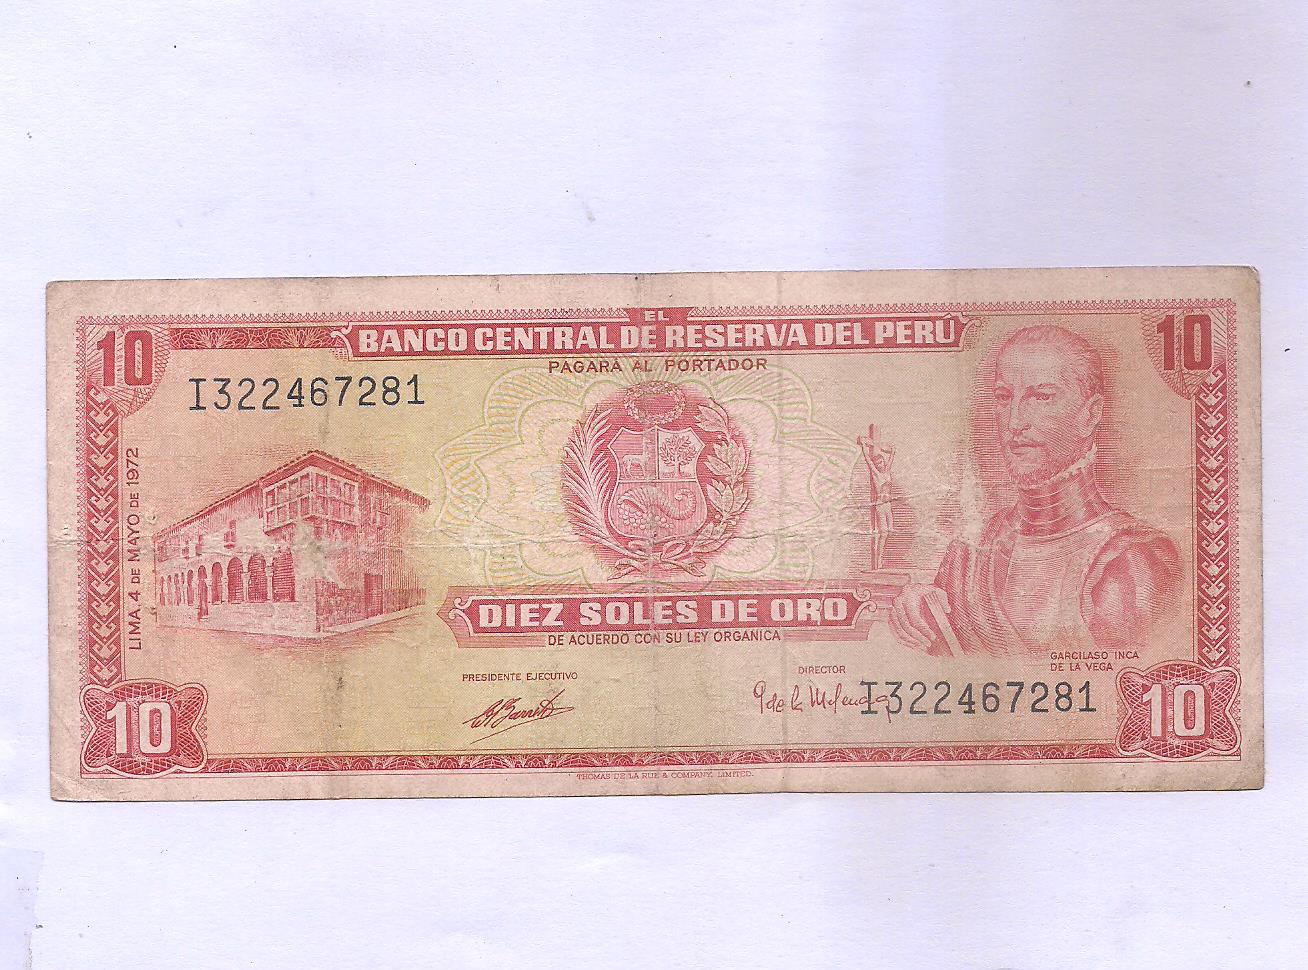 EL
10 BANCO CENTRAL DE RESERVA DEL PERÚ 10
PAGARA AL PORTADOR
I322467281
LIMA, 4 DE MAYO DE 1972
DIEZ SOLES DE ORO
DE ACUERDO CON SU LEY ORGANICA
GARCILASO INCA
DE LA VEGA
PRESIDENTE EJECUTIVO
DIRECTOR
I322467281
10 10
THOMAS DE LA RUE & COMPANY, LIMITED.